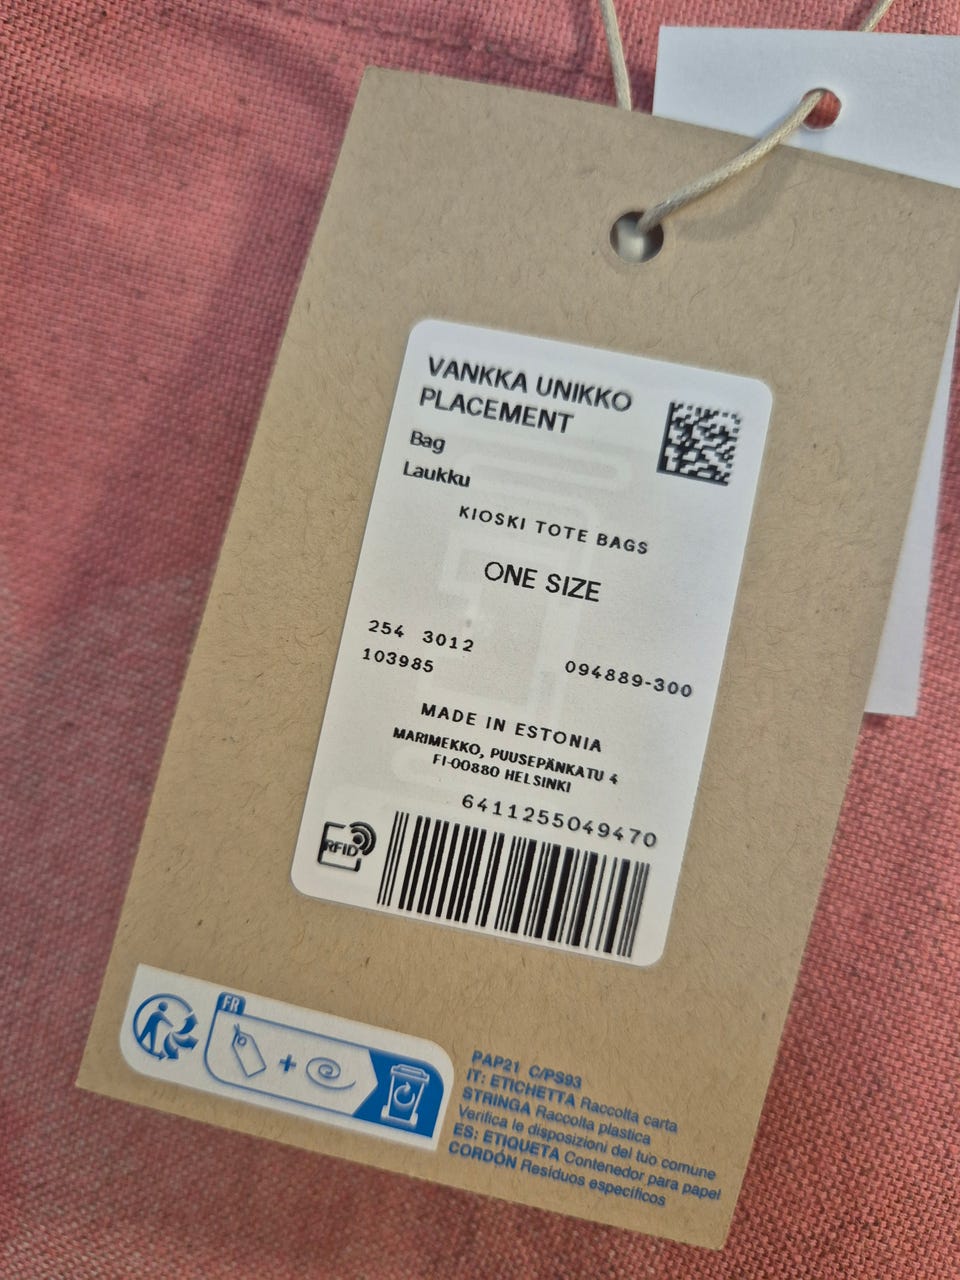 VANKKA UNIKKO
PLACEMENT
Bag
Laukku
KIOSKI TOTE BAGS
ONE SIZE
254 3012
103985
094889-300
MADE IN ESTONIA
MARIMEKKO, PUUSEPÄNKATU 4
FI-00880 HELSINKI
6411255049470
RFID
FR
PAP21 C/PS93
IT: ETICHETTA Raccolta carta
STRINGA Raccolta plastica
Verifica le disposizioni del tuo comune
ES: ETIQUETA Contenedor para papel
CORDÓN Residuos específicos